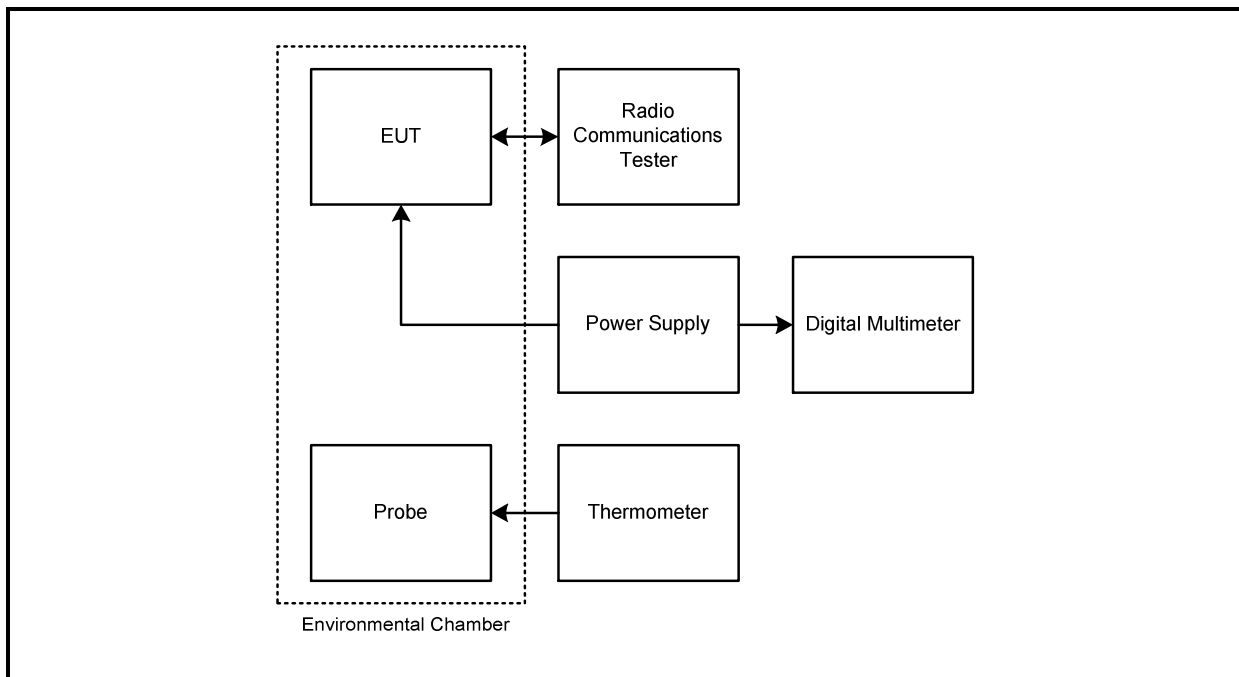 EUT
Radio
Communications
Tester
Power Supply
Digital Multimeter
Probe
Thermometer
Environmental Chamber